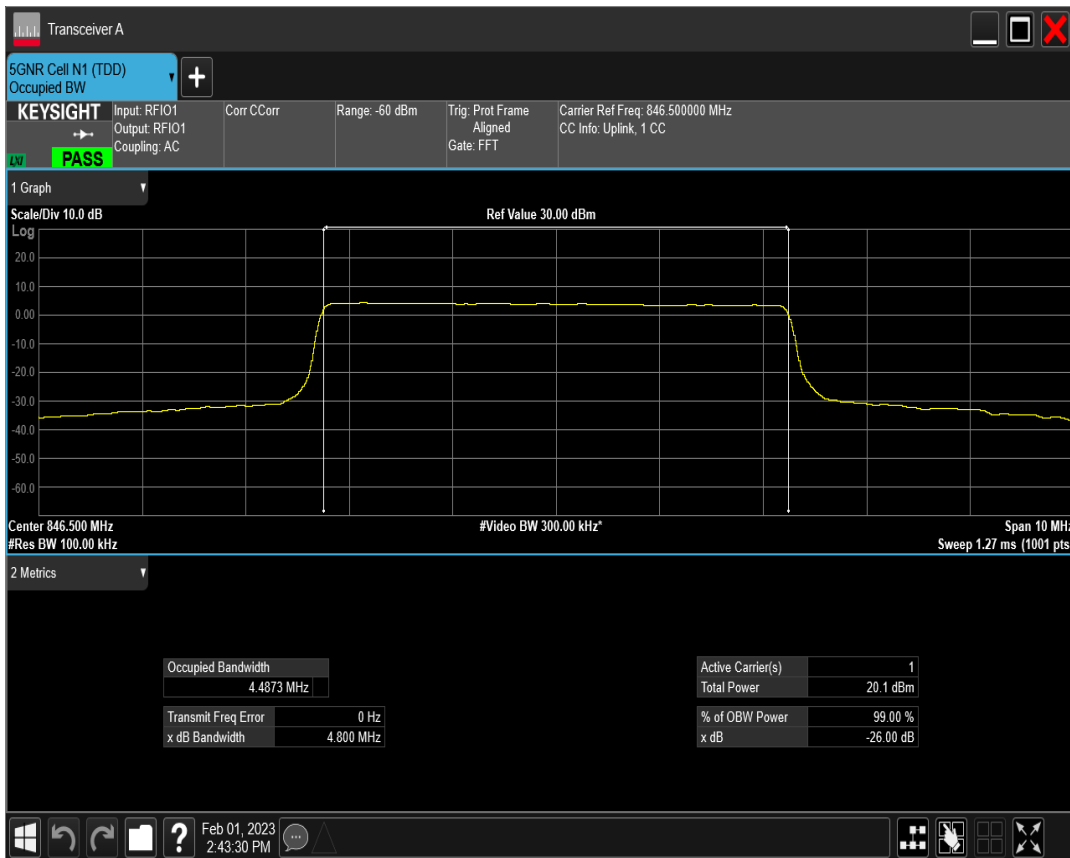 Transceiver A
5GNR Cell N1 (TDD)
Occupied BW
+
KEYSIGHT
LXI
PASS
Input: RFIO1
Output: RFIO1
Coupling: AC
Corr CCorr
Range: -60 dBm
Trig: Prot Frame
Aligned
Gate: FFT
Carrier Ref Freq: 846.500000 MHz
CC Info: Uplink, 1 CC
1 Graph
Scale/Div 10.0 dB
Ref Value 30.00 dBm
Log
20.0
10.0
0.00
-10.0
-20.0
-30.0
-40.0
-50.0
-60.0
Center 846.500 MHz
#Video BW 300.00 kHz*
Span 10 MHz
#Res BW 100.00 kHz
Sweep 1.27 ms (1001 pts
2 Metrics
Occupied Bandwidth
4.4873 MHz
Transmit Freq Error 0 Hz
x dB Bandwidth 4.800 MHz
Active Carrier(s) 1
Total Power 20.1 dBm
% of OBW Power 99.00 %
x dB -26.00 dB
?
Feb 01, 2023
2:43:30 PM